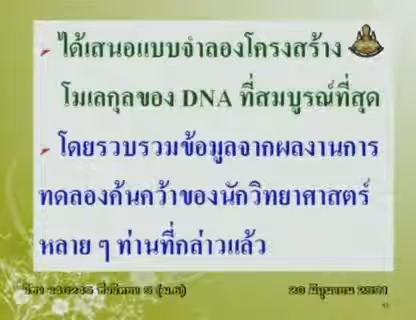 ได้เสนอแบบจำลองโครงสร้าง
โมเลกุลของ DNA ที่สมบูรณ์ที่สุด
โดยรวบรวมข้อมูลจากผลงานการ
ทดลองค้นคว้าของนักวิทยาศาสตร์
หลาย ๆ ท่านที่กล่าวแล้ว